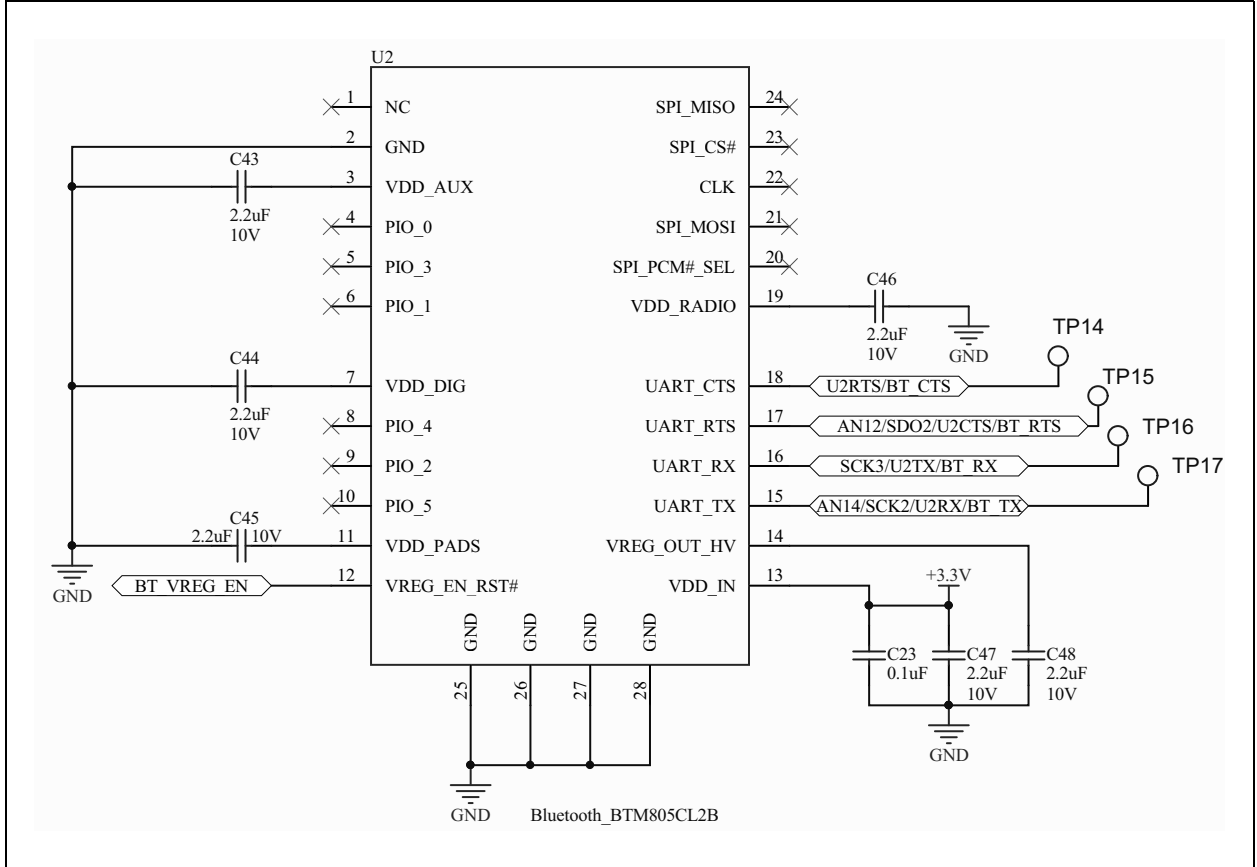 U2
1 NC
2 GND
C43
3 VDD_AUX
2.2uF
10V
4 PIO_0
5 PIO_3
6 PIO_1
C44
7 VDD_DIG
2.2uF
10V
8 PIO_4
9 PIO_2
10 PIO_5
C45
2.2uF 10V
11 VDD_PADS
BT_VREG_EN
12 VREG_EN_RST#
GND
SPI_MISO 24
SPI_CS# 23
CLK 22
SPI_MOSI 21
SPI_PCM#_SEL 20
C46
VDD_RADIO 19
2.2uF
10V
GND
TP14
UART_CTS 18 U2RTS/BT_CTS
TP15
UART_RTS 17 AN12/SDO2/U2CTS/BT_RTS
TP16
UART_RX 16 SCK3/U2TX/BT_RX
TP17
UART_TX 15 AN14/SCK2/U2RX/BT_TX
VREG_OUT_HV 14
VDD_IN 13
+3.3V
C23
0.1uF
C47
2.2uF
10V
C48
2.2uF
10V
GND
GND GND GND GND
25 26 27 28
GND
Bluetooth_BTM805CL2B